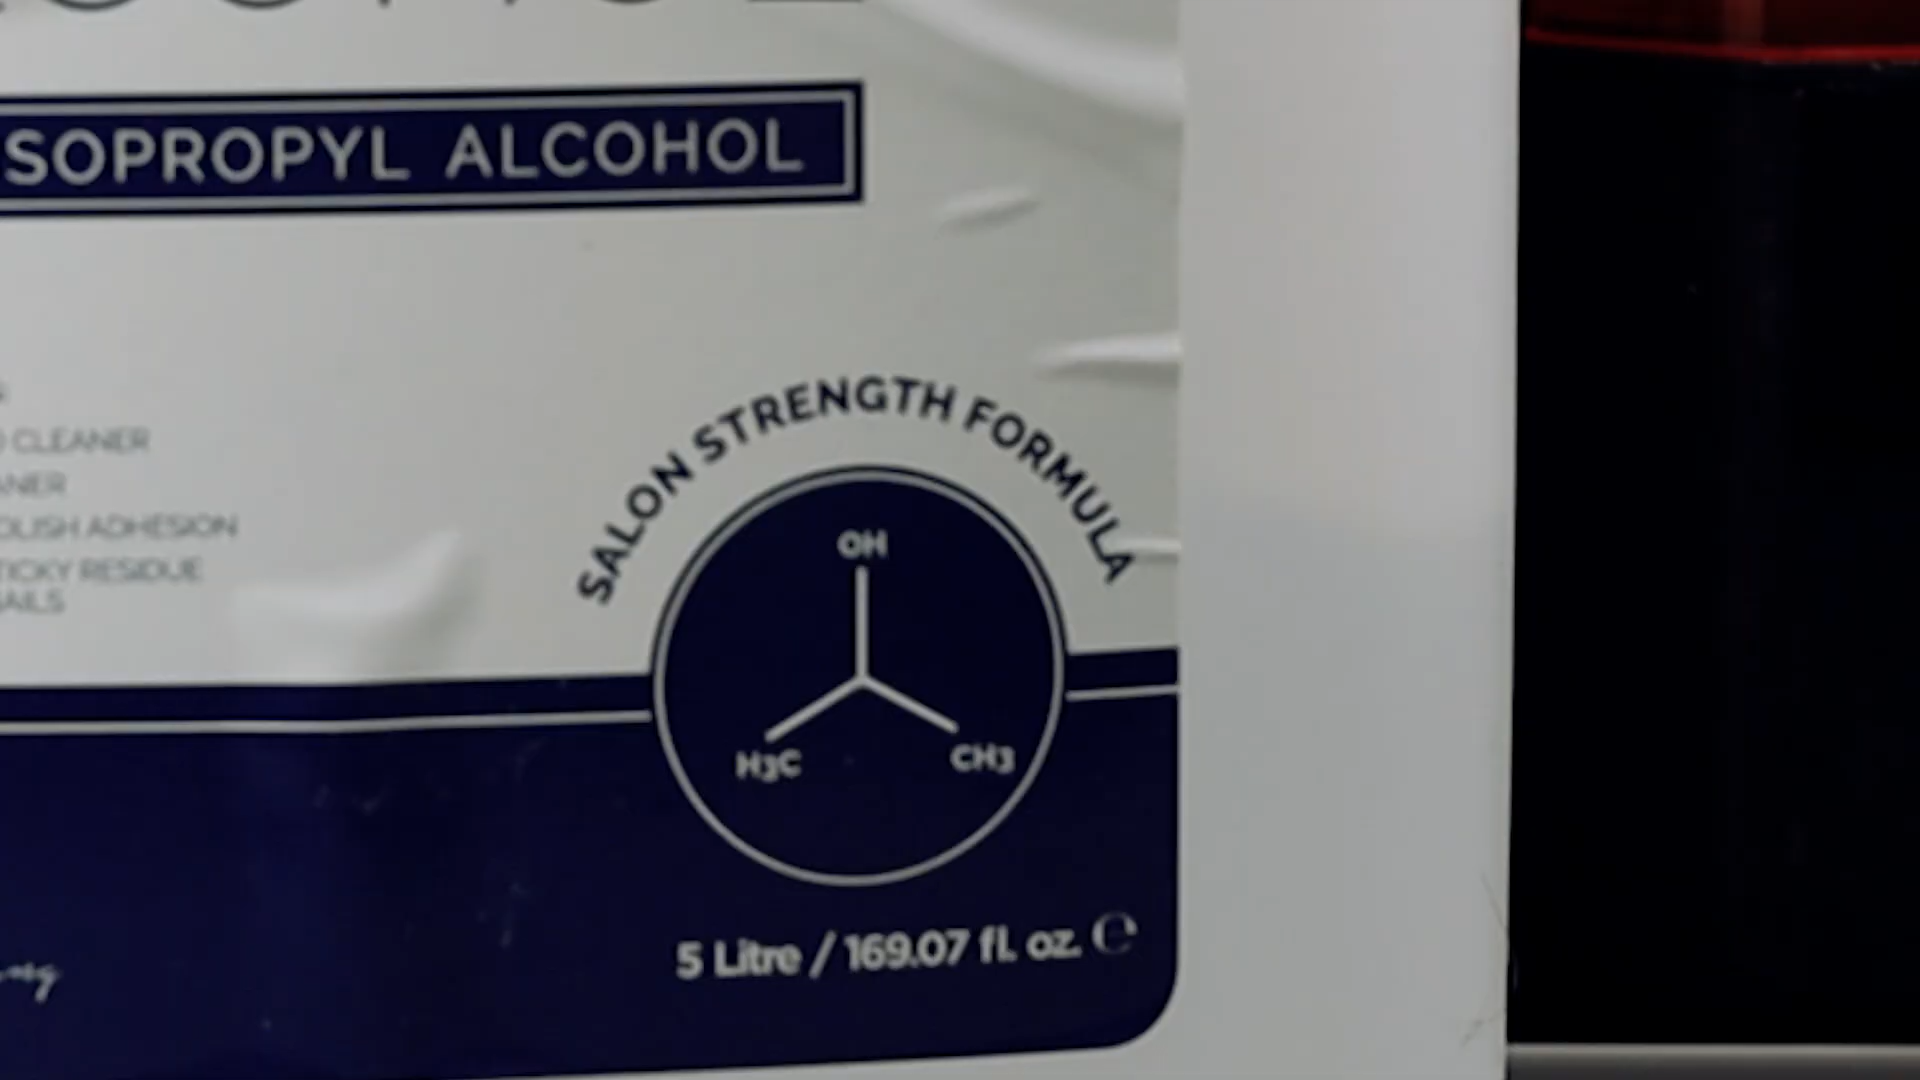 SOPROPYL ALCOHOL
CLEANER
ANER
OLISH ADHESION
TICKY RESIDUE
AILS
SALON STRENGTH FORMULA
OH
H3C
CH3
5 Litre / 169.07 fl. oz. ℮